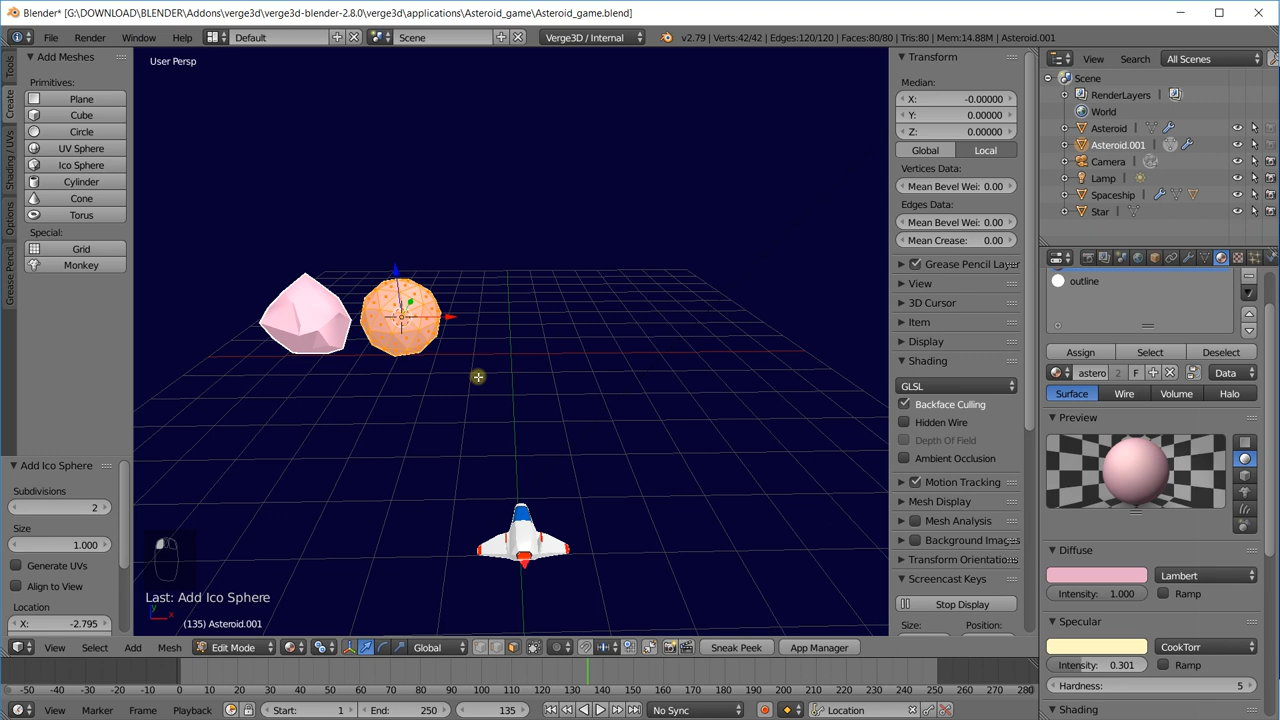 Blender* [G:\DOWNLOAD\BLENDER\Addons\verge3d\verge3d-blender-2.8.0\verge3d\applications\Asteroid_game\Asteroid_game.blend]
File Render Window Help Default Scene Verge3D / Internal v2.79 | Verts:42/42 | Edges:120/120 | Faces:80/80 | Tris:80 | Mem:14.88M | Asteroid.001
Tools
Create
Shading / UVs
Options
Grease Pencil
Add Meshes
Primitives:
Plane
Cube
Circle
UV Sphere
Ico Sphere
Cylinder
Cone
Torus
Special:
Grid
Monkey
Add Ico Sphere
Subdivisions
2
Size
1.000
Generate UVs
Align to View
Location
X: -2.795
User Persp
Last: Add Ico Sphere
(135) Asteroid.001
Transform
Median:
X: -0.00000
Y: 0.00000
Z: 0.00000
Global Local
Vertices Data:
Mean Bevel Wei: 0.00
Edges Data:
Mean Bevel Wei: 0.00
Mean Crease: 0.00
Grease Pencil Laye
View
3D Cursor
Item
Display
Shading
GLSL
Backface Culling
Hidden Wire
Depth Of Field
Ambient Occlusion
Motion Tracking
Mesh Display
Mesh Analysis
Background Images
Transform Orientations
Screencast Keys
Stop Display
Size: Position:
View Search All Scenes
Scene
RenderLayers
World
Asteroid
Asteroid.001
Camera
Lamp
Spaceship
Star
outline
Assign Select Deselect
astero 2 F Data
Surface Wire Volume Halo
Preview
Diffuse
Lambert
Intensity: 1.000 Ramp
Specular
CookTorr
Intensity: 0.301 Ramp
Hardness: 5
Shading
View Select Add Mesh Edit Mode Global Sneak Peek App Manager
-50 -40 -30 -20 -10 0 10 20 30 40 50 60 70 80 90 100 110 120 130 140 150 160 170 180 190 200 210 220 230 240 250 260 270 280
View Marker Frame Playback Start: 1 End: 250 135 No Sync Location